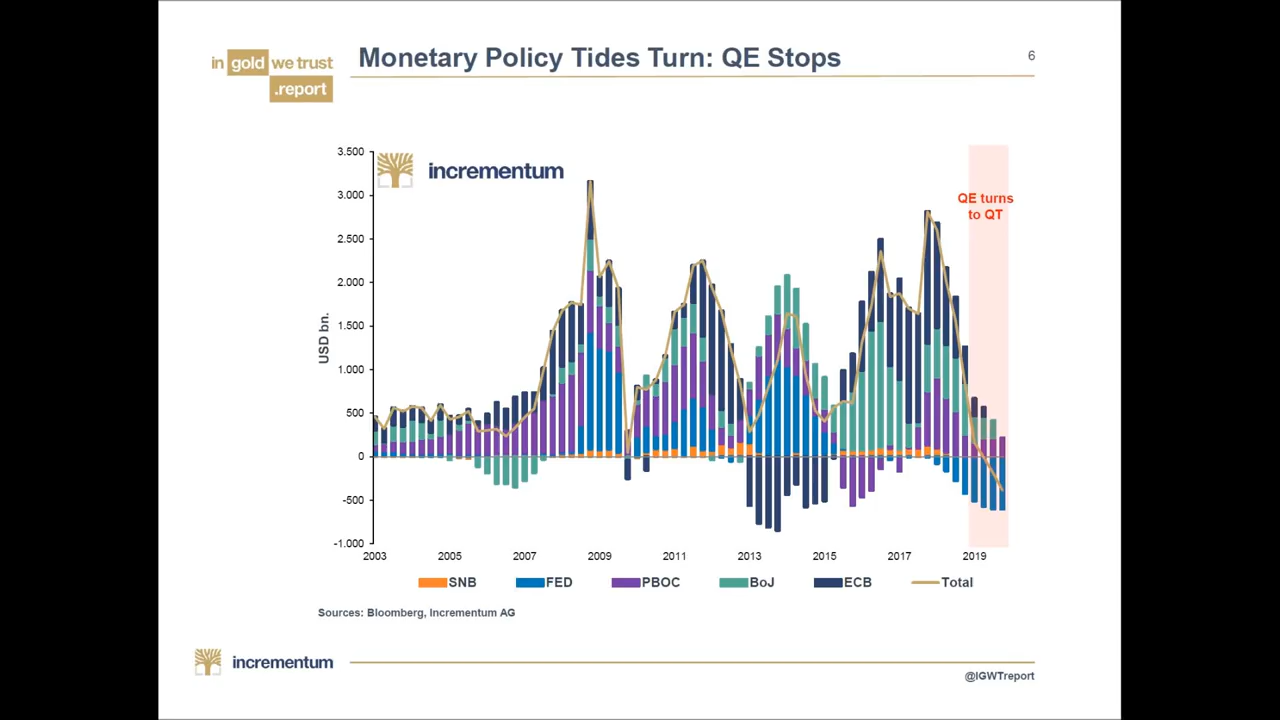 in gold we trust
.report
Monetary Policy Tides Turn: QE Stops
6
incrementum
3.500
3.000
2.500
2.000
1.500
1.000
500
0
-500
-1.000
USD bn.
QE turns
to QT
2003 2005 2007 2009 2011 2013 2015 2017 2019
SNB FED PBOC BoJ ECB Total
Sources: Bloomberg, Incrementum AG
incrementum
@IGWTreport